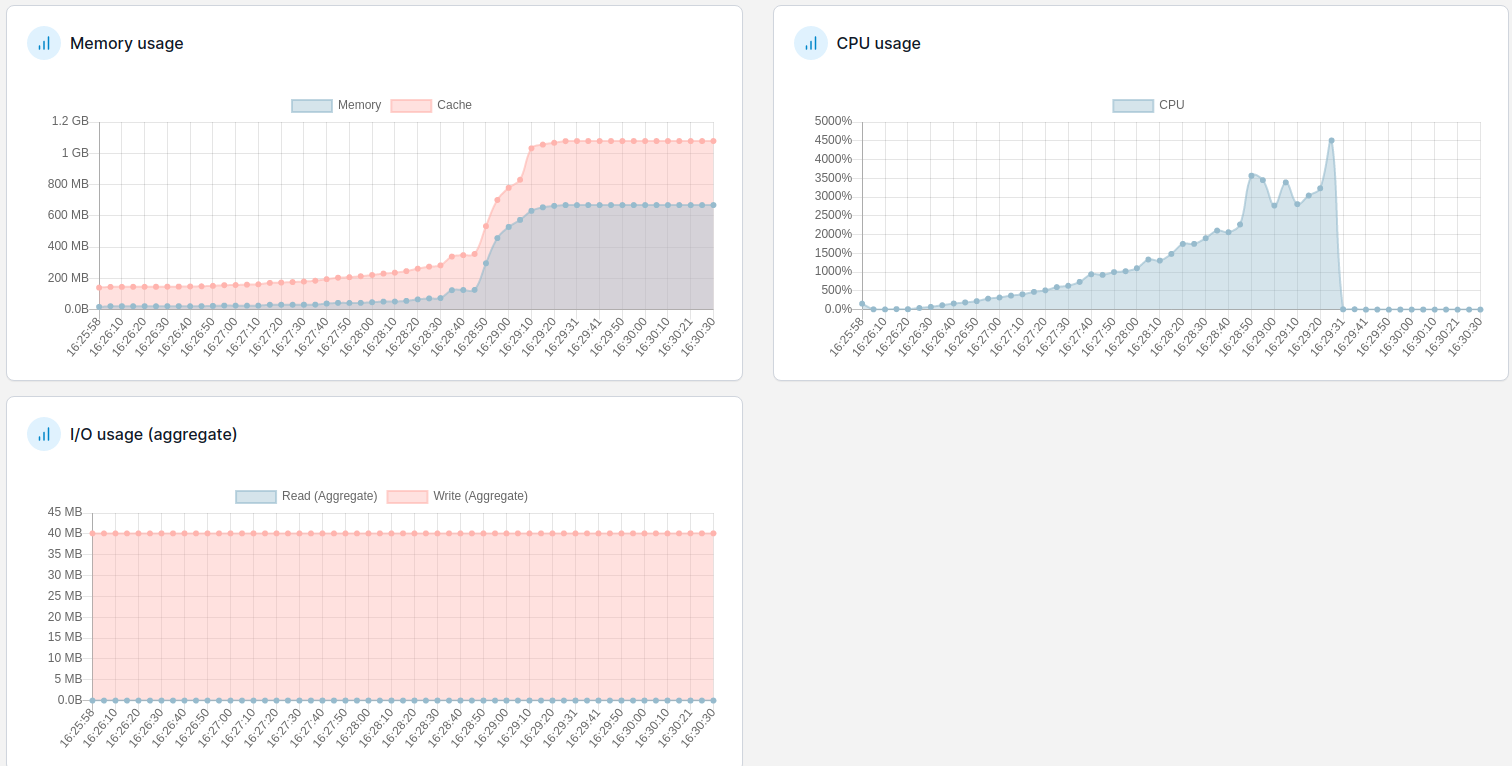 Memory usage
Memory Cache
1.2 GB
1 GB
800 MB
600 MB
400 MB
200 MB
0.0B
16:25:58 16:26:10 16:26:20 16:26:30 16:26:40 16:26:50 16:27:00 16:27:10 16:27:20 16:27:30 16:27:40 16:27:50 16:28:00 16:28:10 16:28:20 16:28:30 16:28:40 16:28:50 16:29:00 16:29:10 16:29:20 16:29:31 16:29:41 16:29:50 16:30:00 16:30:10 16:30:21 16:30:30
CPU usage
CPU
5000%
4500%
4000%
3500%
3000%
2500%
2000%
1500%
1000%
500%
0.0%
16:25:58 16:26:10 16:26:20 16:26:30 16:26:40 16:26:50 16:27:00 16:27:10 16:27:20 16:27:30 16:27:40 16:27:50 16:28:00 16:28:10 16:28:20 16:28:30 16:28:40 16:28:50 16:29:00 16:29:10 16:29:20 16:29:31 16:29:41 16:29:50 16:30:00 16:30:10 16:30:21 16:30:30
I/O usage (aggregate)
Read (Aggregate) Write (Aggregate)
45 MB
40 MB
35 MB
30 MB
25 MB
20 MB
15 MB
10 MB
5 MB
0.0B
16:25:58 16:26:10 16:26:20 16:26:30 16:26:40 16:26:50 16:27:00 16:27:10 16:27:20 16:27:30 16:27:40 16:27:50 16:28:00 16:28:10 16:28:20 16:28:30 16:28:40 16:28:50 16:29:00 16:29:10 16:29:20 16:29:31 16:29:41 16:29:50 16:30:00 16:30:10 16:30:21 16:30:30